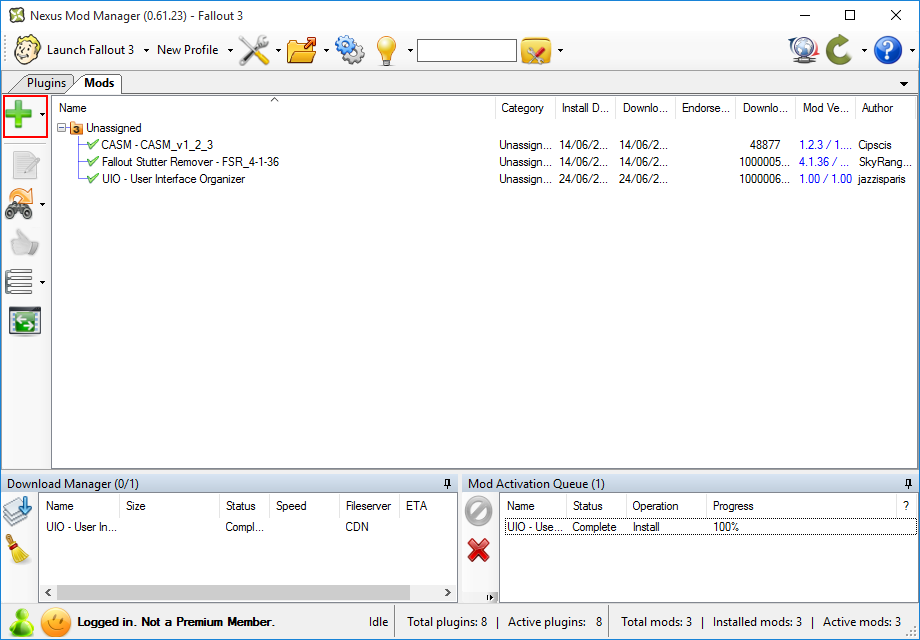 Nexus Mod Manager (0.61.23) - Fallout 3
Launch Fallout 3 New Profile
Plugins Mods
Name Category Install D... Downlo... Endorse... Downlo... Mod Ve... Author
3 Unassigned
CASM - CASM_v1_2_3 Unassign... 14/06/2... 14/06/2... 48877 1.2.3 / 1.... Cipscis
Fallout Stutter Remover - FSR_4-1-36 Unassign... 14/06/2... 14/06/2... 1000005... 4.1.36 / ... SkyRang...
UIO - User Interface Organizer Unassign... 24/06/2... 24/06/2... 1000006... 1.00 / 1.00 jazzisparis
Download Manager (0/1)
Name Size Status Speed Fileserver ETA
UIO - User In... Compl... CDN
Mod Activation Queue (1)
Name Status Operation Progress ?
UIO - Use... Complete Install 100%
Logged in. Not a Premium Member. Idle Total plugins: 8 | Active plugins: 8 Total mods: 3 | Installed mods: 3 | Active mods: 3